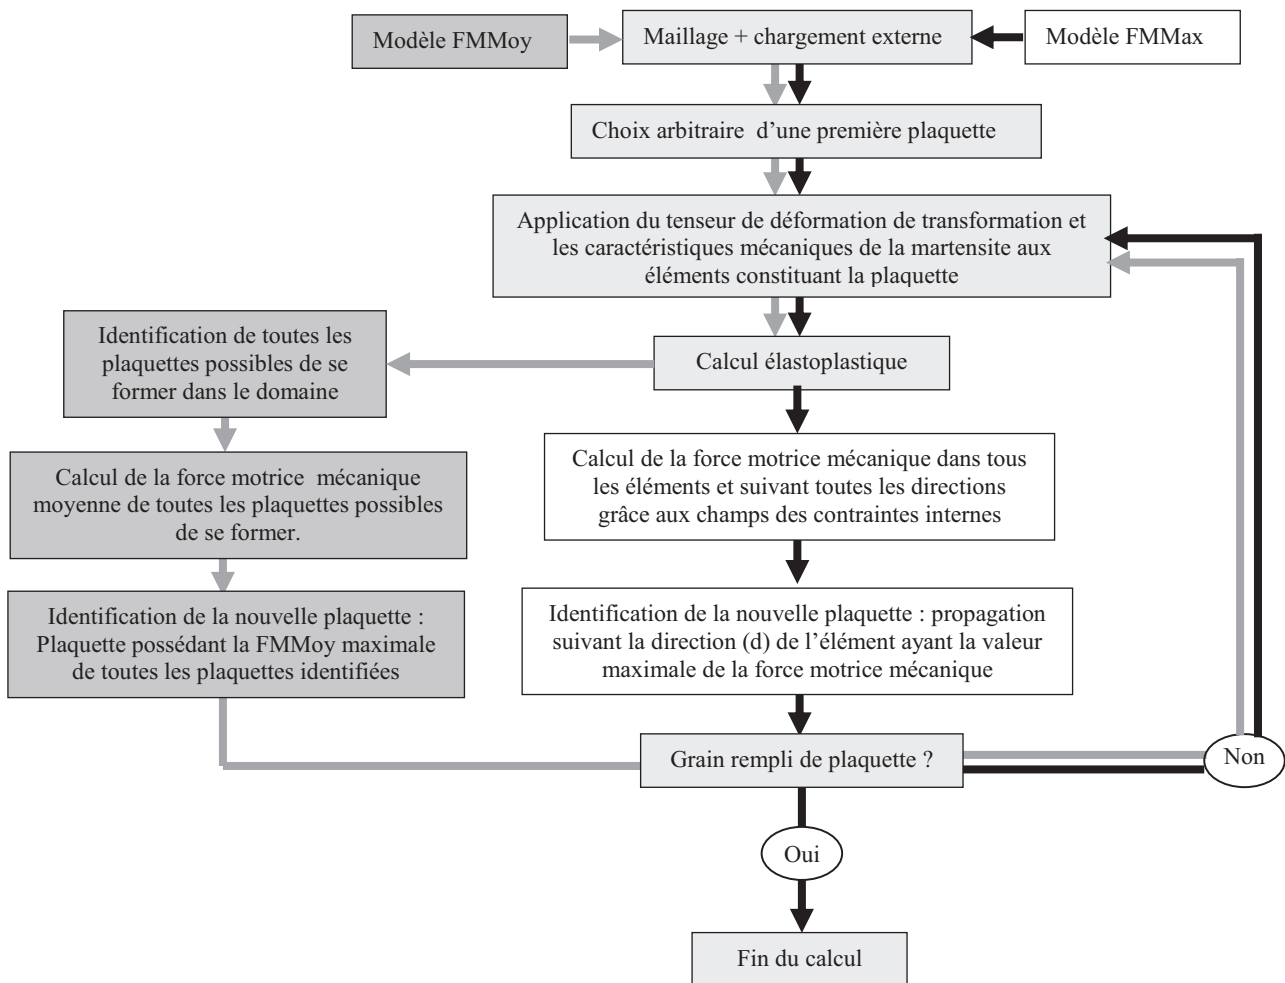 Modèle FMMoy
Maillage + chargement externe
Modèle FMMax
Choix arbitraire d’une première plaquette
Application du tenseur de déformation de transformation et
les caractéristiques mécaniques de la martensite aux
éléments constituant la plaquette
Identification de toutes les
plaquettes possibles de se
former dans le domaine
Calcul élastoplastique
Calcul de la force motrice mécanique
moyenne de toutes les plaquettes possibles
de se former.
Calcul de la force motrice mécanique dans tous
les éléments et suivant toutes les directions
grâce aux champs des contraintes internes
Identification de la nouvelle plaquette :
Plaquette possédant la FMMoy maximale
de toutes les plaquettes identifiées
Identification de la nouvelle plaquette : propagation
suivant la direction (d) de l’élément ayant la valeur
maximale de la force motrice mécanique
Grain rempli de plaquette ?
Non
Oui
Fin du calcul